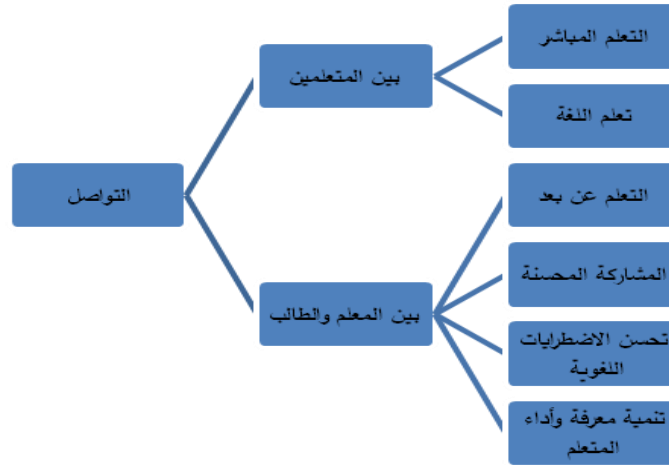 التواصل
بين المتعلمين
التعلم المباشر
تعلم اللغة
بين المعلم والطالب
التعلم عن بعد
المشاركة المحسنة
تحسن الاضطرابات
اللغوية
تنمية معرفة وأداء
المتعلم